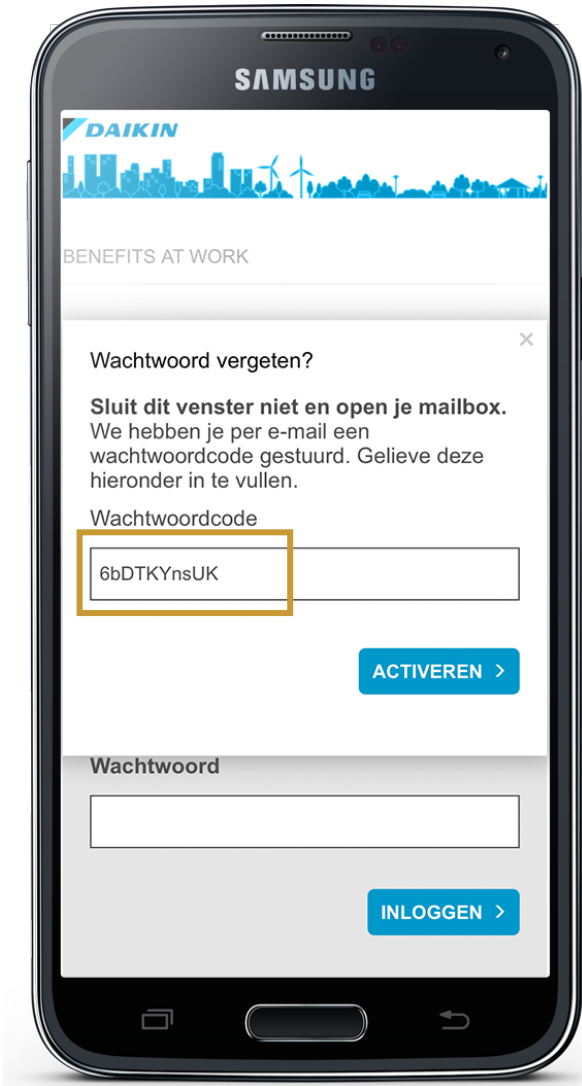 SAMSUNG
DAIKIN
BENEFITS AT WORK
Wachtwoord vergeten?
Sluit dit venster niet en open je mailbox.
We hebben je per e-mail een
wachtwoordcode gestuurd. Gelieve deze
hieronder in te vullen.
Wachtwoordcode
6bDTKYnsUK
ACTIVEREN
Wachtwoord
INLOGGEN